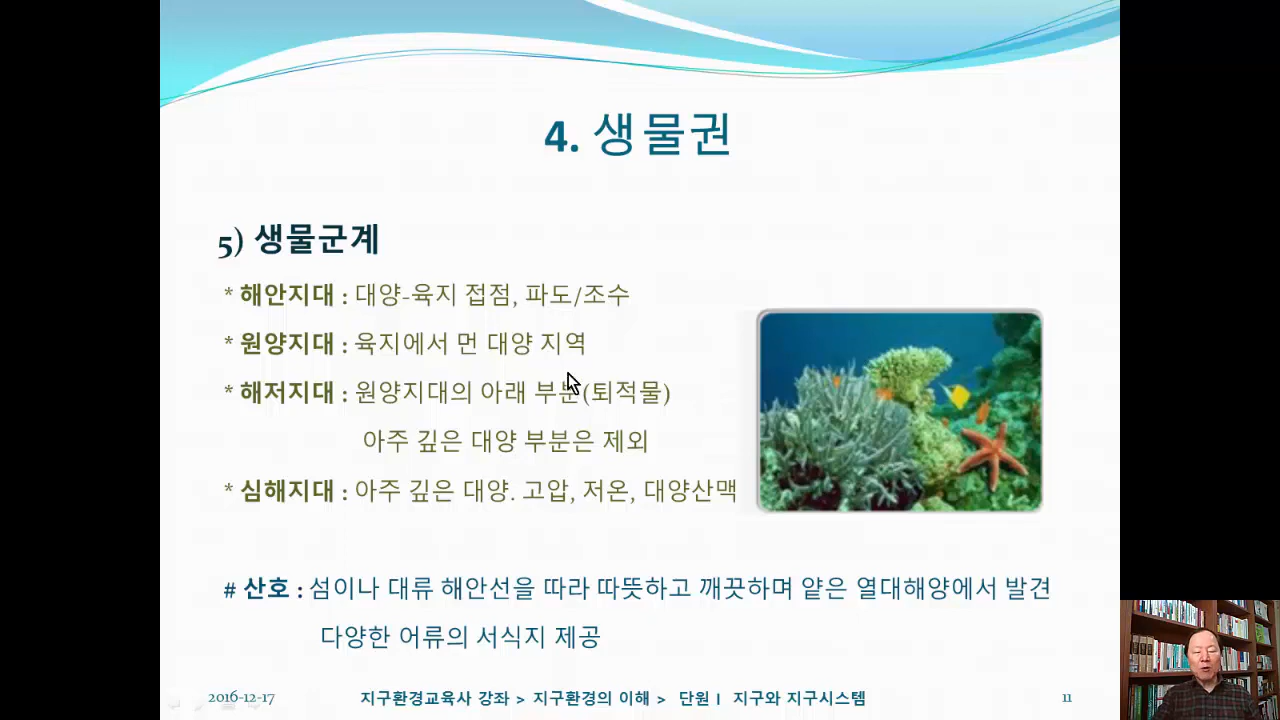 4. 생물권
5) 생물군계
* 해안지대 : 대양-육지 접점, 파도/조수
* 원양지대 : 육지에서 먼 대양 지역
* 해저지대 : 원양지대의 아래 부분(퇴적물)
아주 깊은 대양 부분은 제외
* 심해지대 : 아주 깊은 대양. 고압, 저온, 대양산맥
# 산호 : 섬이나 대류 해안선을 따라 따뜻하고 깨끗하며 얕은 열대해양에서 발견
다양한 어류의 서식지 제공
2016-12-17
지구환경교육사 강좌 > 지구환경의 이해 > 단원 I 지구와 지구시스템
11